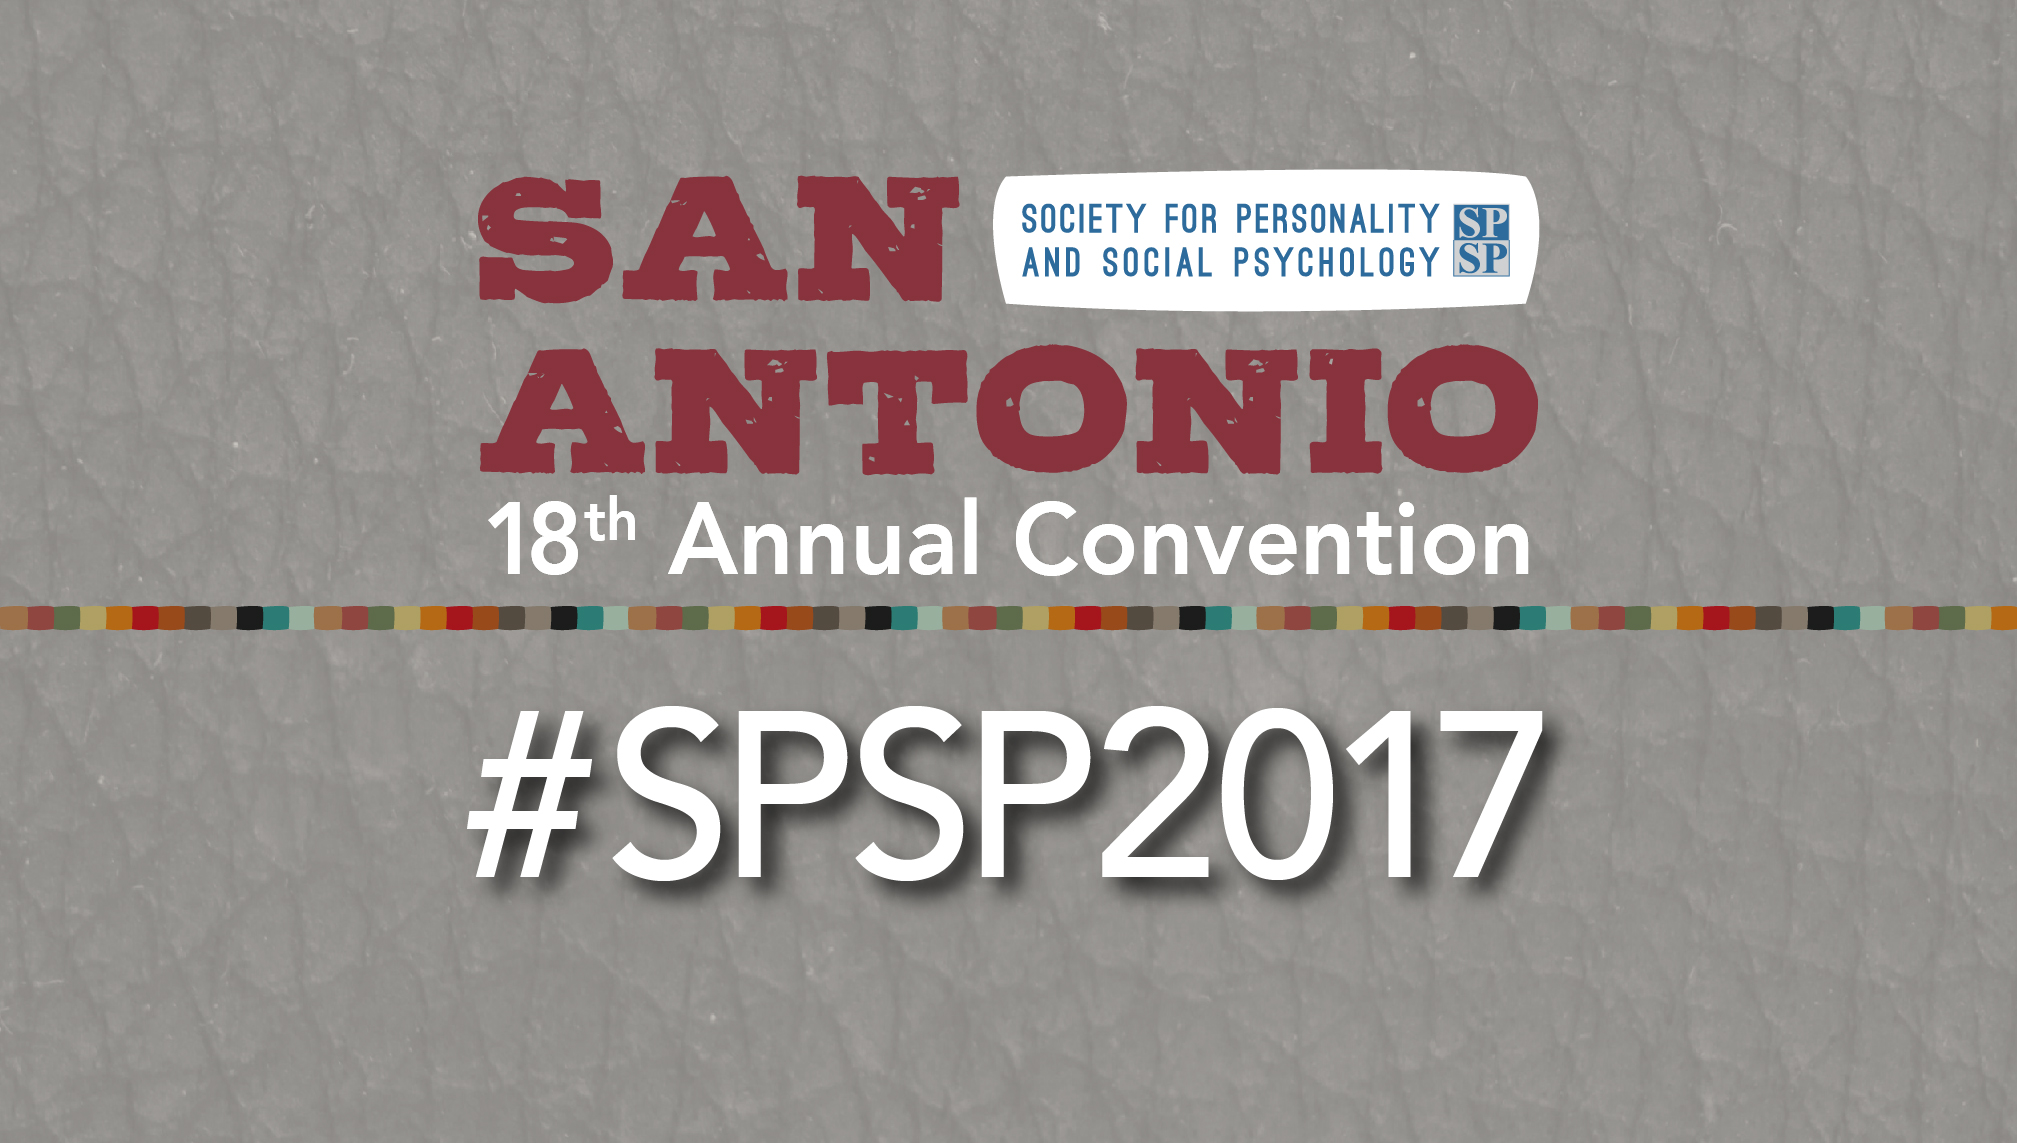 SAN
SOCIETY FOR PERSONALITY
AND SOCIAL PSYCHOLOGY
SP
SP
ANTONIO
18th Annual Convention
#SPSP2017